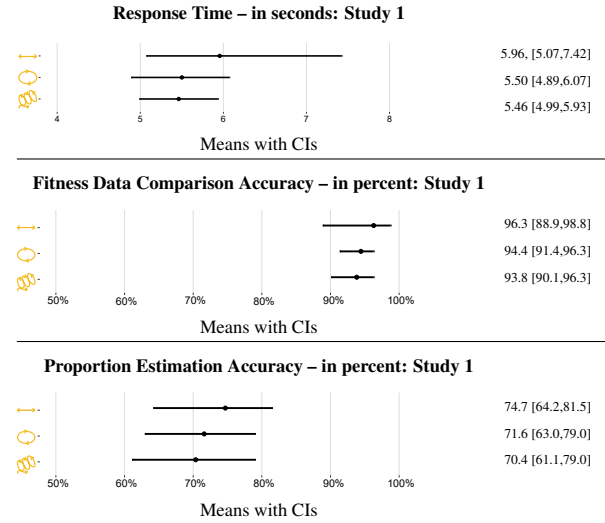 Response Time – in seconds: Study 1
5.96, [5.07,7.42]
5.50 [4.89,6.07]
5.46 [4.99,5.93]
4 5 6 7 8
Means with CIs
Fitness Data Comparison Accuracy – in percent: Study 1
96.3 [88.9,98.8]
94.4 [91.4,96.3]
93.8 [90.1,96.3]
50% 60% 70% 80% 90% 100%
Means with CIs
Proportion Estimation Accuracy – in percent: Study 1
74.7 [64.2,81.5]
71.6 [63.0,79.0]
70.4 [61.1,79.0]
50% 60% 70% 80% 90% 100%
Means with CIs